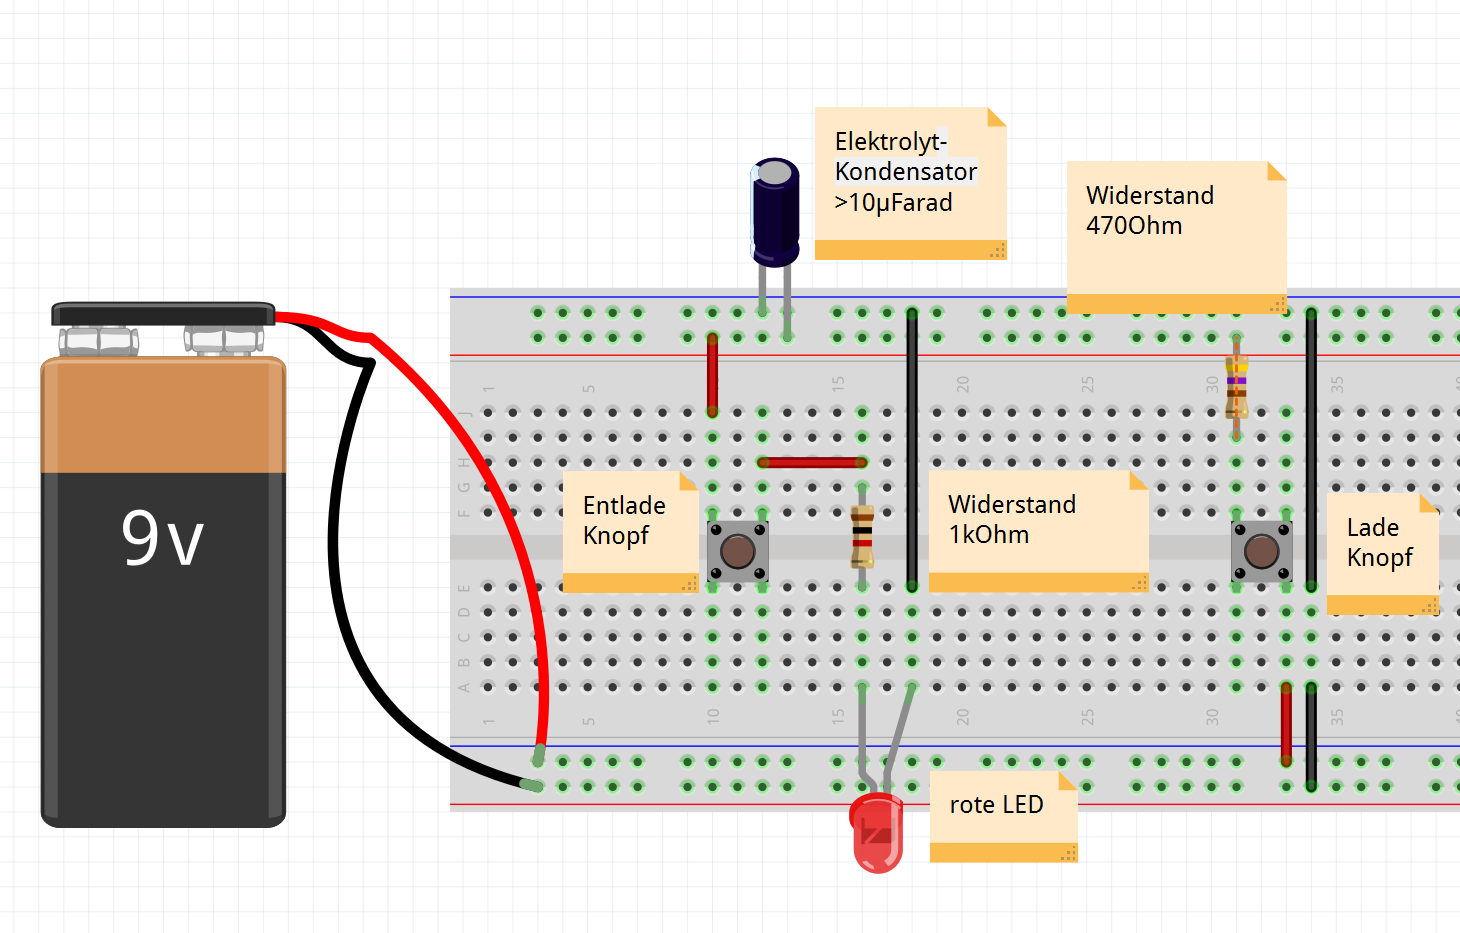 Elektrolyt-
Kondensator
>10µFarad
Widerstand
470Ohm
9v
1 5 15 20 25 30 35
J
H
G
F
Entlade
Knopf
Widerstand
1kOhm
Lade
Knopf
E
D
C
B
A
1 5 10 15 20 25 30 35
rote LED